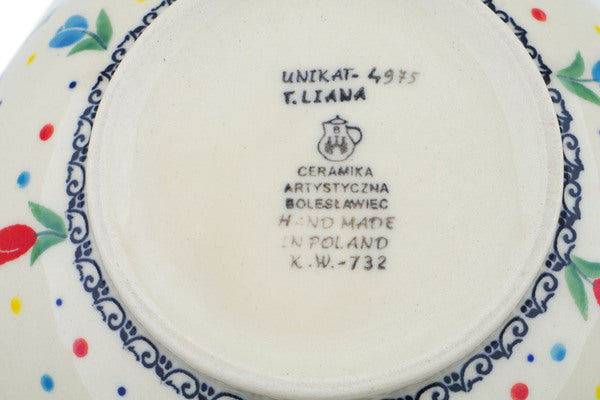 UNIKAT- 4975
T. LIANA
B
CERAMIKA
ARTYSTYCZNA
BOLESŁAWIEC
HAND MADE
IN POLAND
K.W.-732